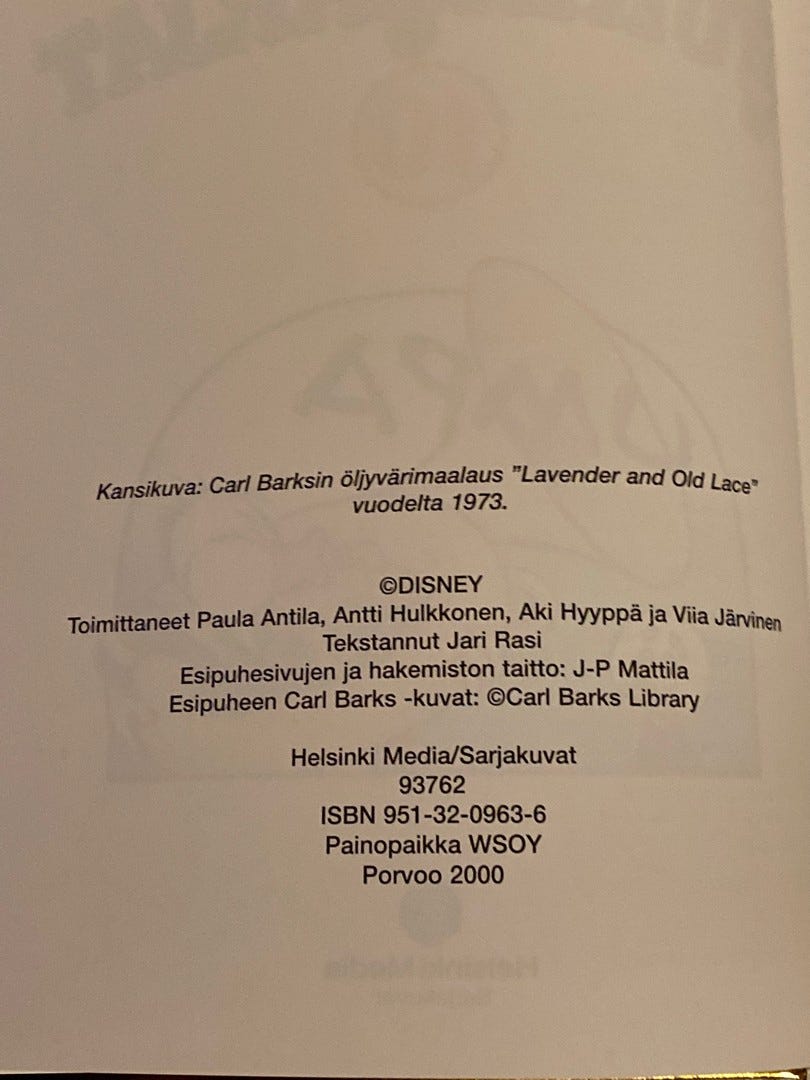 Kansikuva: Carl Barksin öljyvärimaalaus "Lavender and Old Lace"
vuodelta 1973.
©DISNEY
Toimittaneet Paula Antila, Antti Hulkkonen, Aki Hyyppä ja Viia Järvinen
Tekstannut Jari Rasi
Esipuhesivujen ja hakemiston taitto: J-P Mattila
Esipuheen Carl Barks -kuvat: ©Carl Barks Library
Helsinki Media/Sarjakuvat
93762
ISBN 951-32-0963-6
Painopaikka WSOY
Porvoo 2000